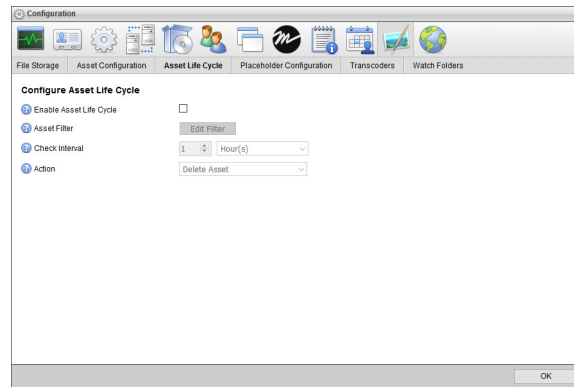 Configuration
File Storage Asset Configuration Asset Life Cycle Placeholder Configuration Transcoders Watch Folders
Configure Asset Life Cycle
Enable Asset Life Cycle
Asset Filter Edit Filter
Check Interval 1 Hour(s)
Action Delete Asset
OK